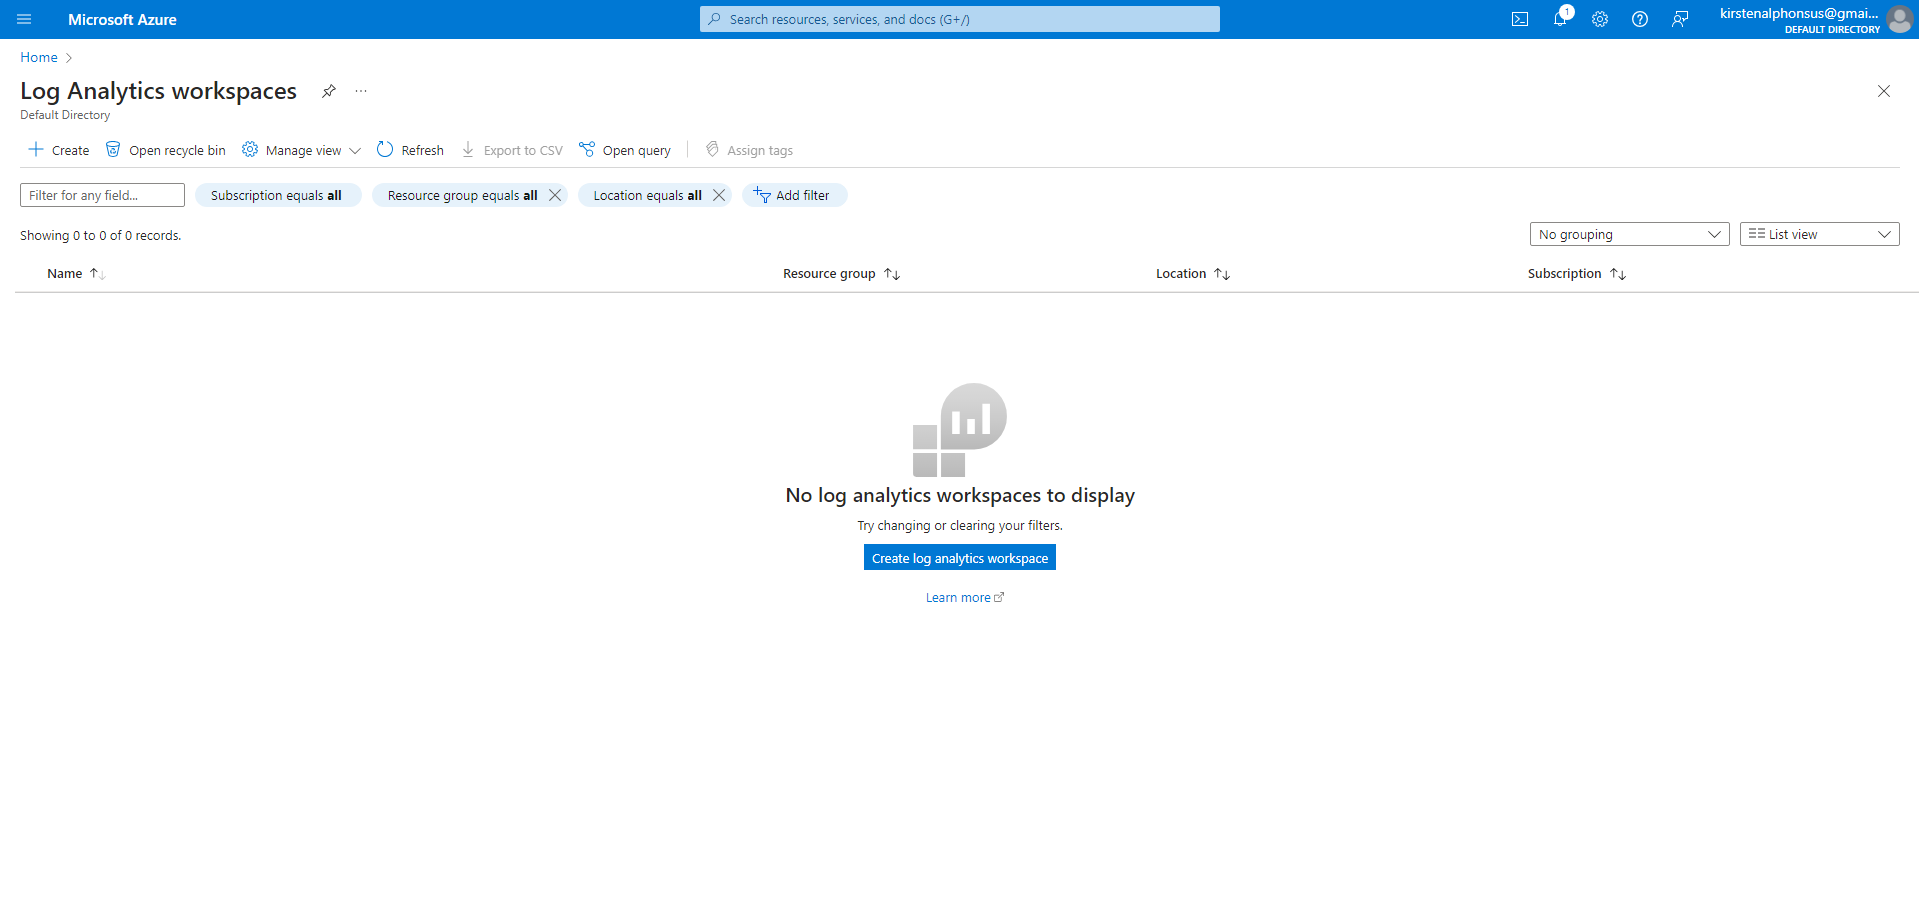 Microsoft Azure
Search resources, services, and docs (G+/)
1
kirstenalphonsus@gmai...
DEFAULT DIRECTORY
Home
Log Analytics workspaces
...
Default Directory
Create
Open recycle bin
Manage view
Refresh
Export to CSV
Open query
Assign tags
Filter for any field...
Subscription equals all
Resource group equals all
Location equals all
Add filter
Showing 0 to 0 of 0 records.
No grouping
List view
Name
Resource group
Location
Subscription
No log analytics workspaces to display
Try changing or clearing your filters.
Create log analytics workspace
Learn more